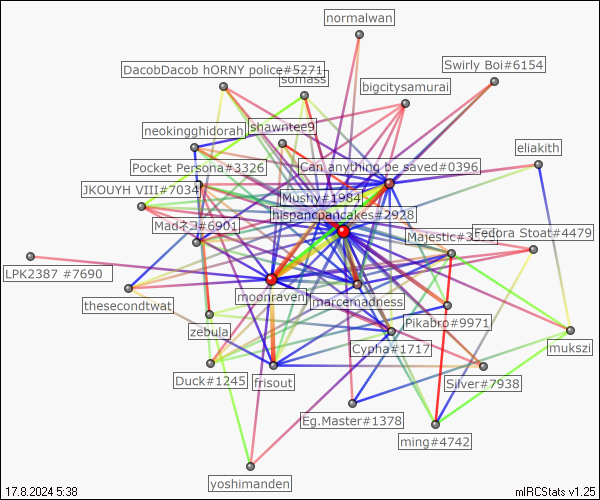 normalwan
Swirly Boi#6154
DacobDacob hORNY police#5271
somass
bigcitysamurai
shawntee9
neokingghidorah
eliakith
Pocket Persona#3326
Can anything be saved#0396
JKOUYH VIII#7034
Mushy#1984
hispancpancakes#2928
Madネコ#6901
Fedora Stoat#4479
LPK2387 #7690
moonraven
marcemadness
thesecondtwat
Pikabro#9971
zebula
Cypha#1717
mukszi
Duck#1245
frisout
Silver#7938
Eg.Master#1378
ming#4742
yoshimanden
17.8.2024 5:38
mIRCStats v1.25